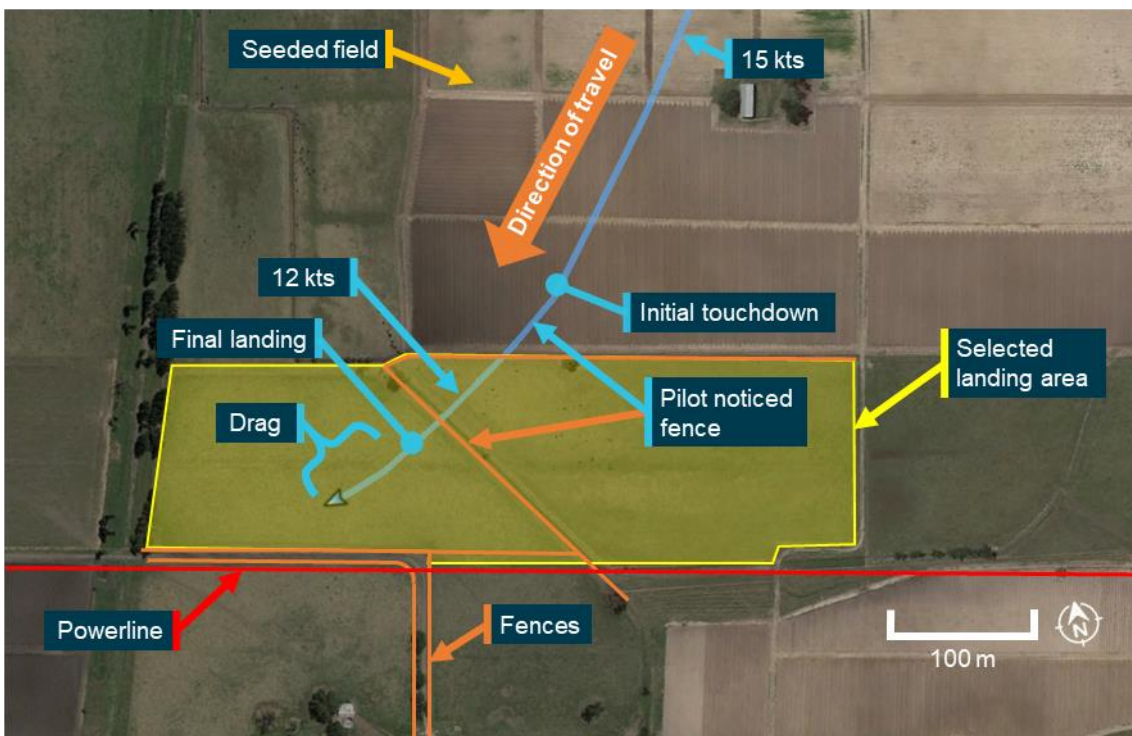 Seeded field
15 kts
Direction of travel
12 kts
Initial touchdown
Final landing
Selected
landing area
Drag
Pilot noticed
fence
Powerline
Fences
N
100 m